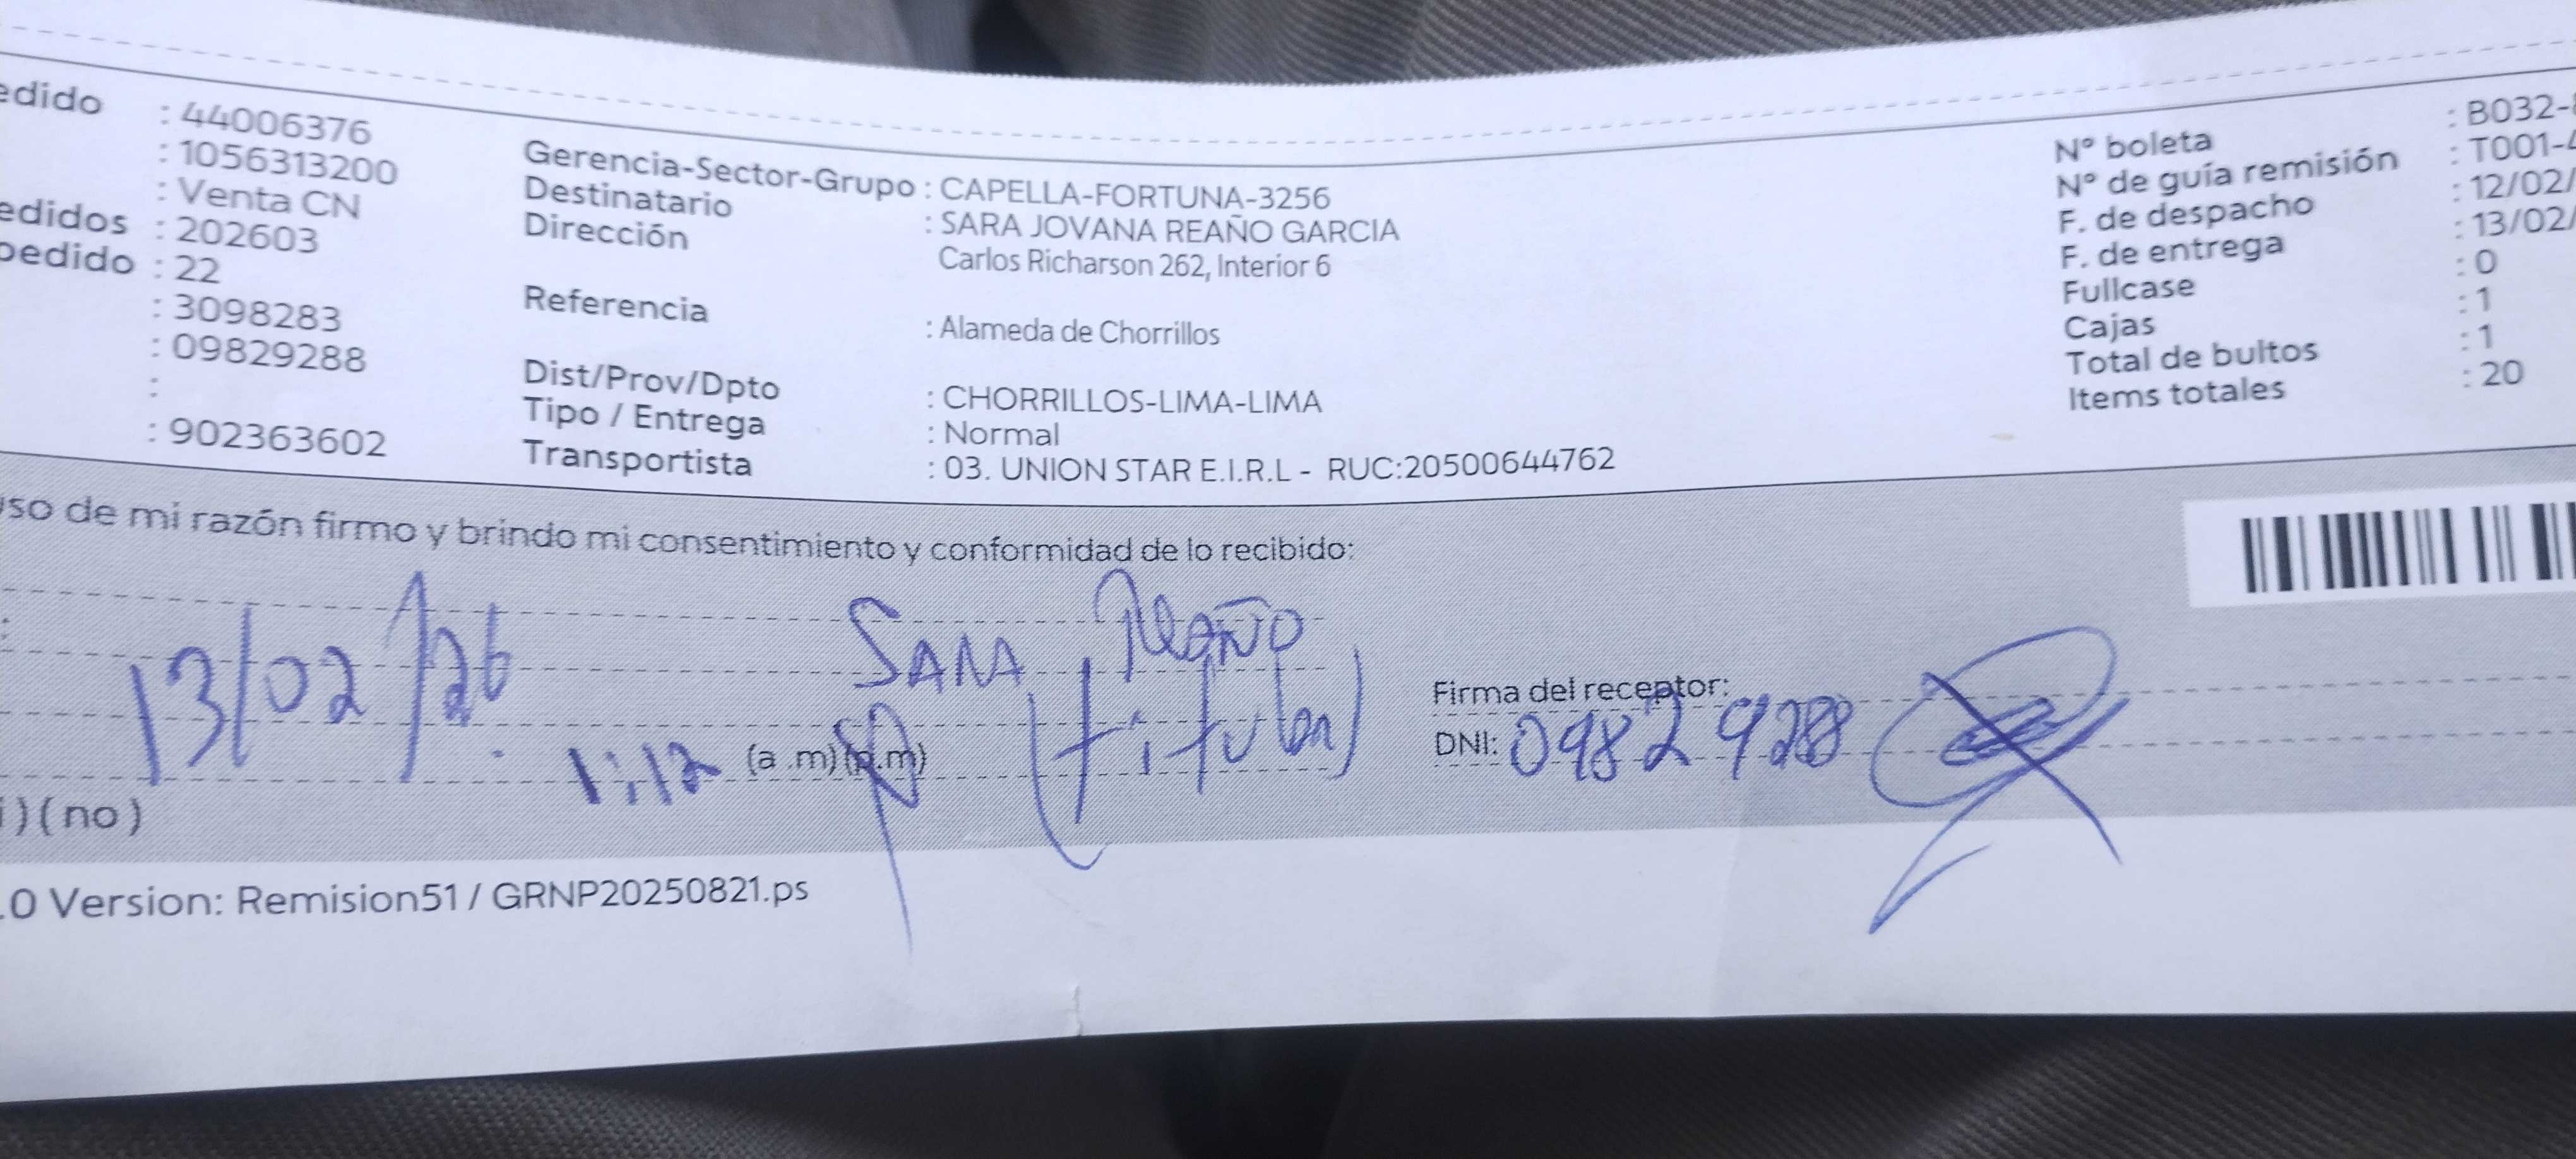 edido : 44006376
: 1056313200
: Venta CN
edidos : 202603
pedido : 22
: 3098283
: 09829288
:
: 902363602
Gerencia-Sector-Grupo : CAPELLA-FORTUNA-3256
Destinatario : SARA JOVANA REAÑO GARCIA
Dirección Carlos Richarson 262, Interior 6
Referencia : Alameda de Chorrillos
Dist/Prov/Dpto : CHORRILLOS-LIMA-LIMA
Tipo / Entrega : Normal
Transportista : 03. UNION STAR E.I.R.L - RUC:20500644762
N° boleta : B032-
N° de guía remisión : T001-4
F. de despacho : 12/02/
F. de entrega : 13/02/
Fullcase : 0
Cajas : 1
Total de bultos : 1
Items totales : 20
uso de mi razón firmo y brindo mi consentimiento y conformidad de lo recibido:
13/02/26
SARA REAÑO
(titular)
1:12 (a .m)(p.m)
Firma del receptor:
DNI: 09829288
i ) ( no )
.0 Version: Remision51 / GRNP20250821.ps